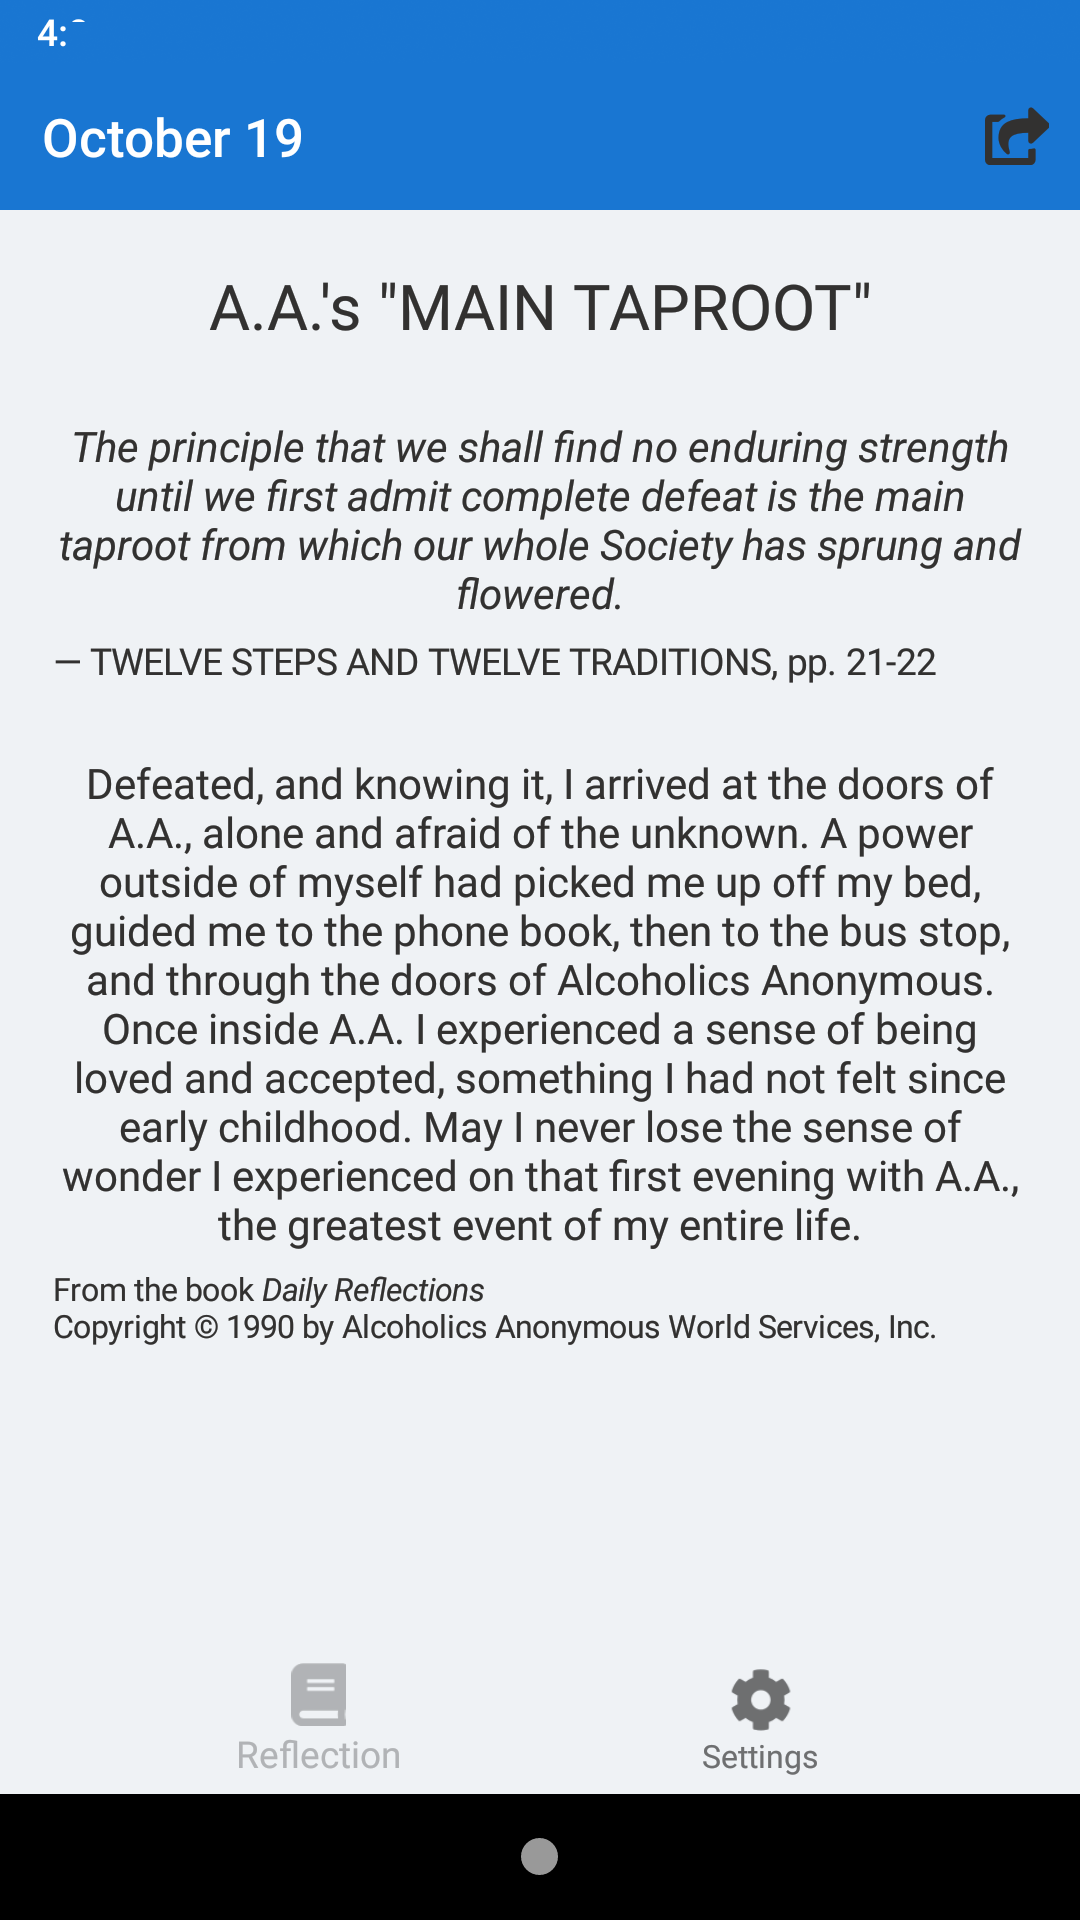 October 19
A.A.'s "MAIN TAPROOT"
The principle that we shall find no enduring strength
until we first admit complete defeat is the main
taproot from which our whole Society has sprung and
flowered.
— TWELVE STEPS AND TWELVE TRADITIONS, pp. 21-22
Defeated, and knowing it, I arrived at the doors of
A.A., alone and afraid of the unknown. A power
outside of myself had picked me up off my bed,
guided me to the phone book, then to the bus stop,
and through the doors of Alcoholics Anonymous.
Once inside A.A. I experienced a sense of being
loved and accepted, something I had not felt since
early childhood. May I never lose the sense of
wonder I experienced on that first evening with A.A.,
the greatest event of my entire life.
From the book Daily Reflections
Copyright © 1990 by Alcoholics Anonymous World Services, Inc.
Reflection
Settings